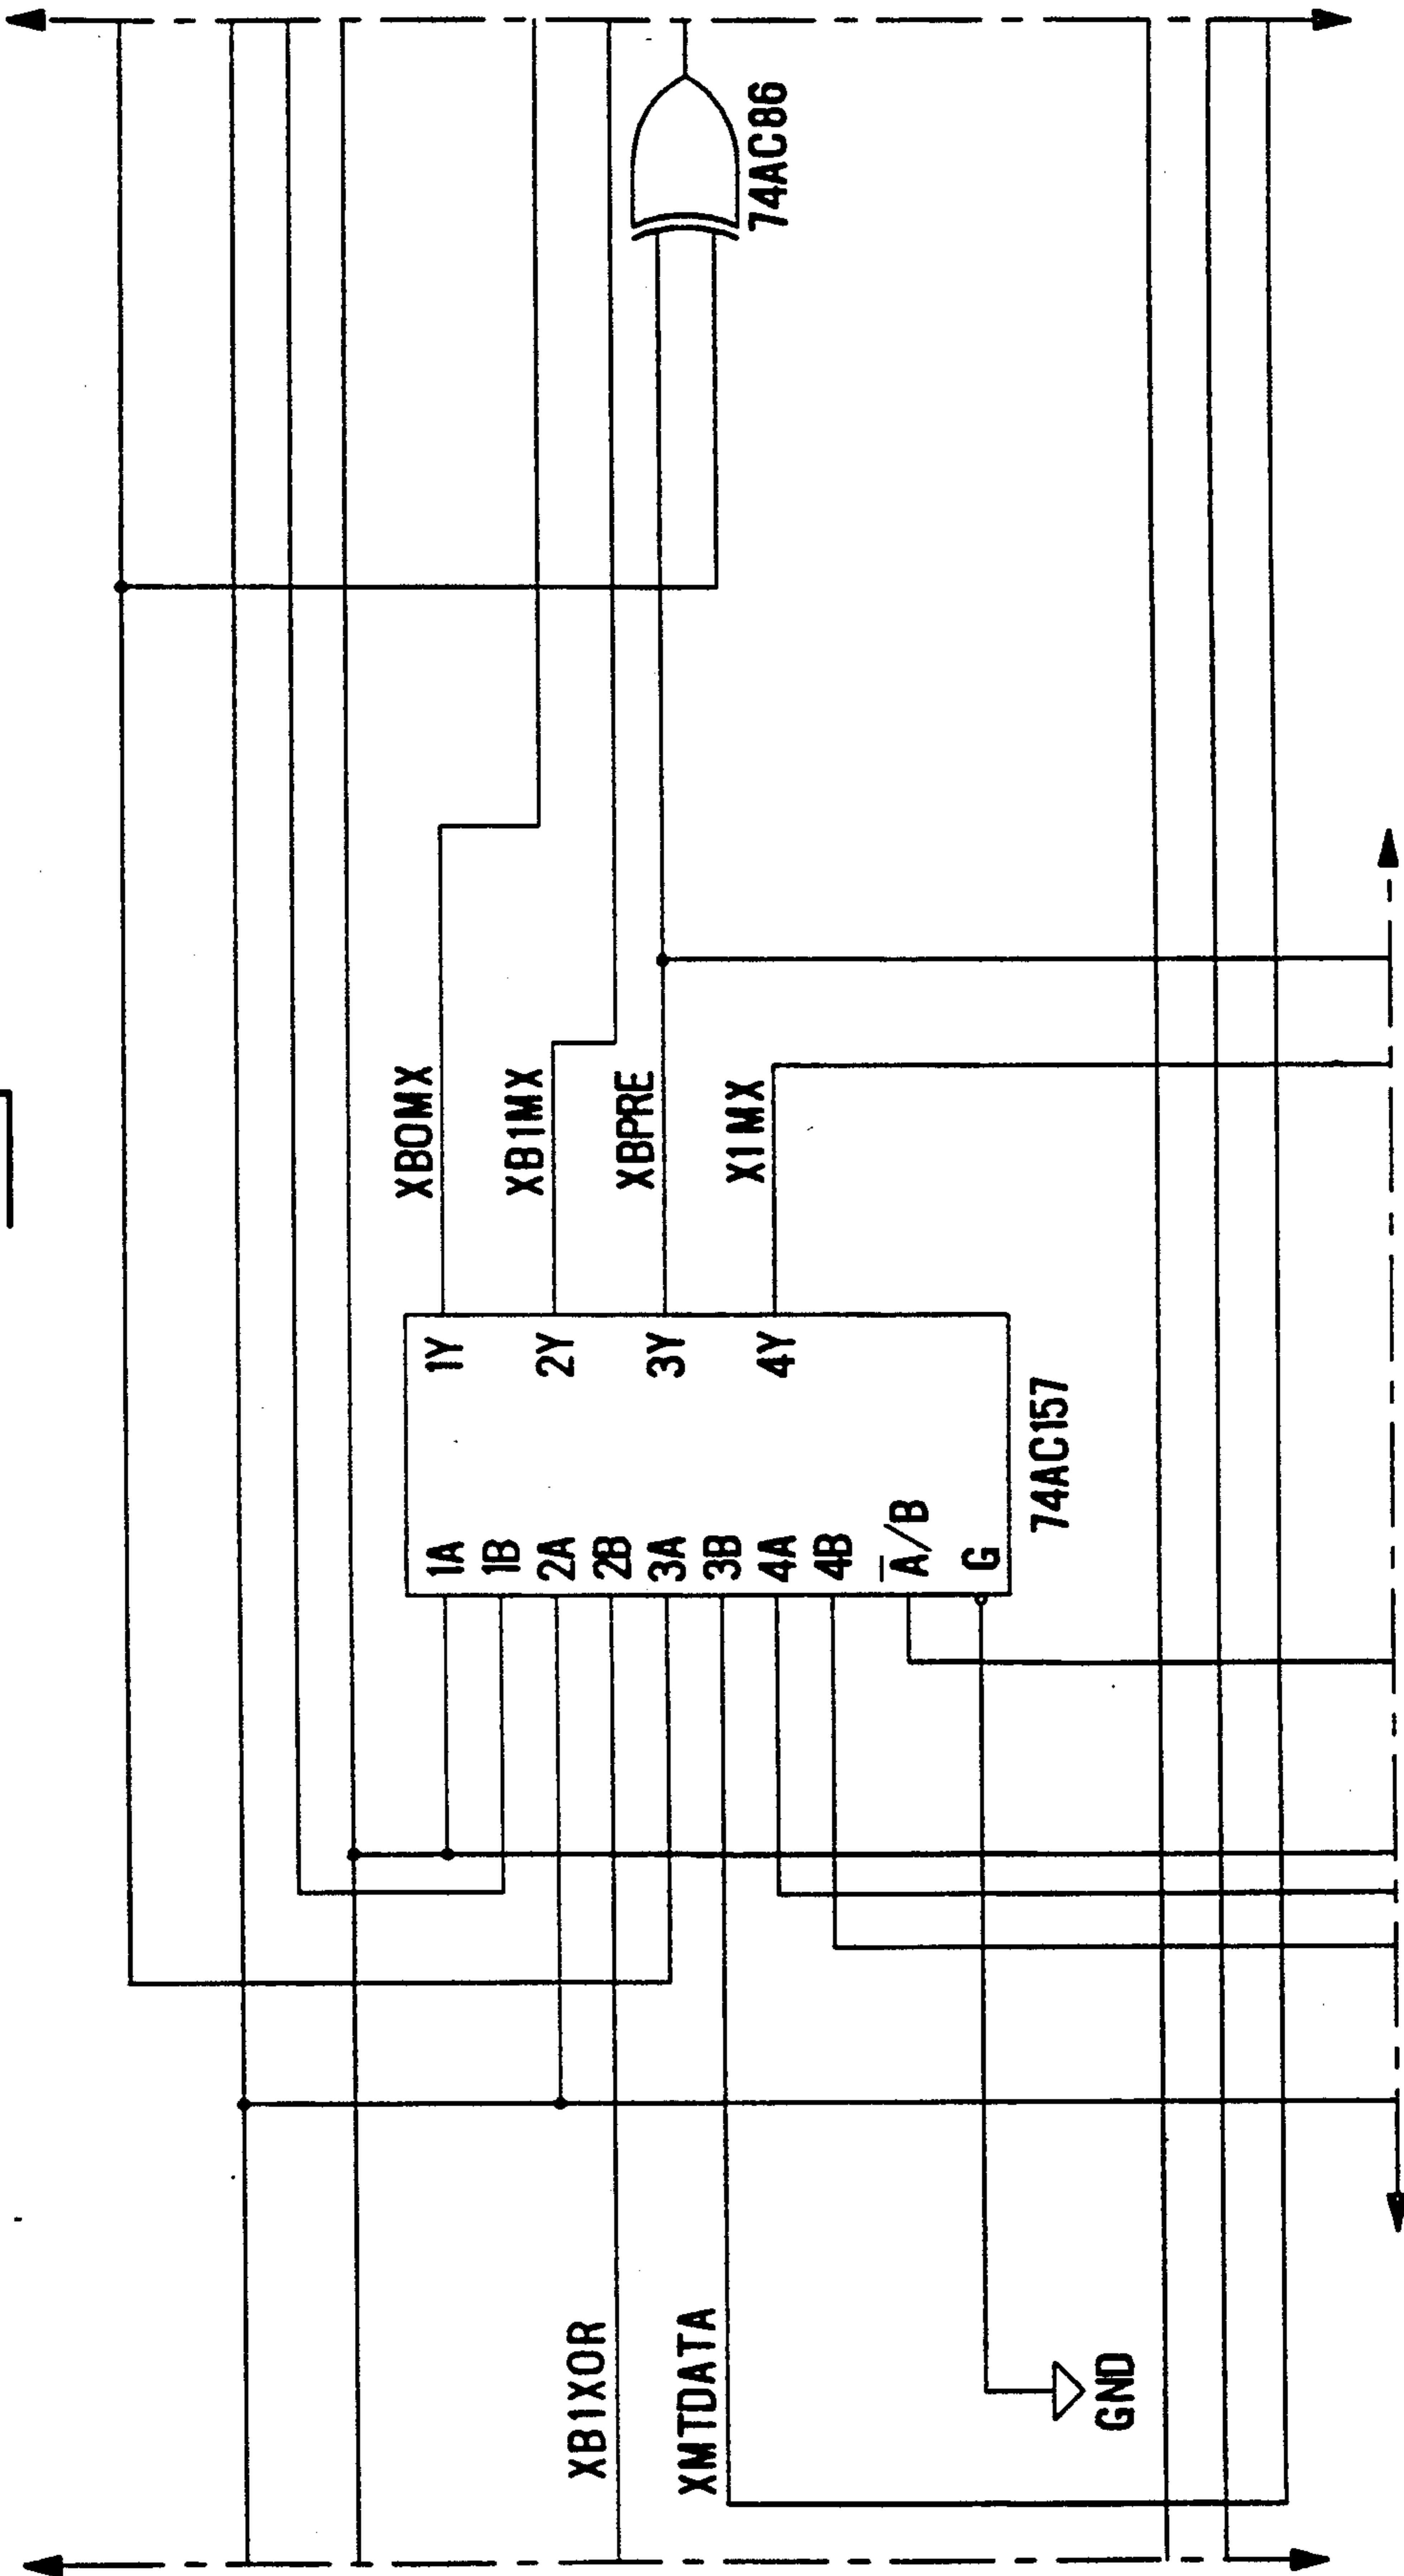 XB0MX
XB1MX
XBPRE
X1MX
74AC86
1Y
2Y
3Y
4Y
1A
1B
2A
2B
3A
3B
4A
4B
A̅/B
G
74AC157
XB1XOR
XMTDATA
GND